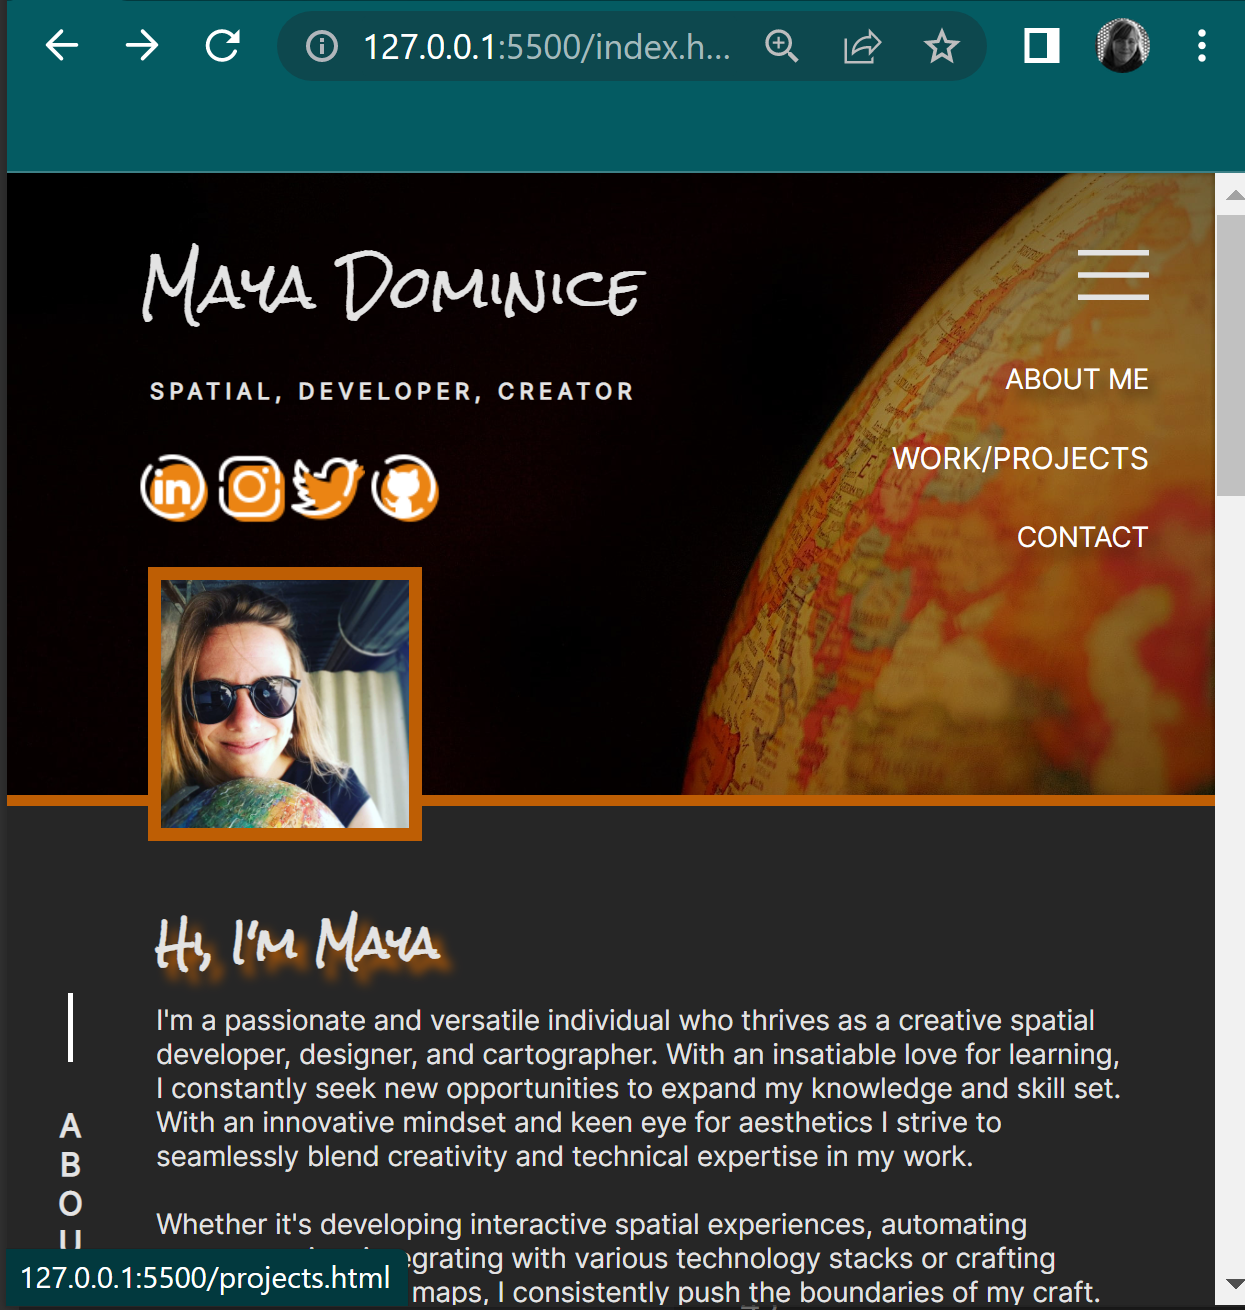 127.0.0.1:5500/index.h...
MAYA DOMINICE
SPATIAL, DEVELOPER, CREATOR
in
ABOUT ME
WORK/PROJECTS
CONTACT
HI, I'M MAYA
I'm a passionate and versatile individual who thrives as a creative spatial
developer, designer, and cartographer. With an insatiable love for learning,
I constantly seek new opportunities to expand my knowledge and skill set.
With an innovative mindset and keen eye for aesthetics I strive to
seamlessly blend creativity and technical expertise in my work.
ABOU
Whether it's developing interactive spatial experiences, automating
egrating with various technology stacks or crafting
maps, I consistently push the boundaries of my craft.
127.0.0.1:5500/projects.html